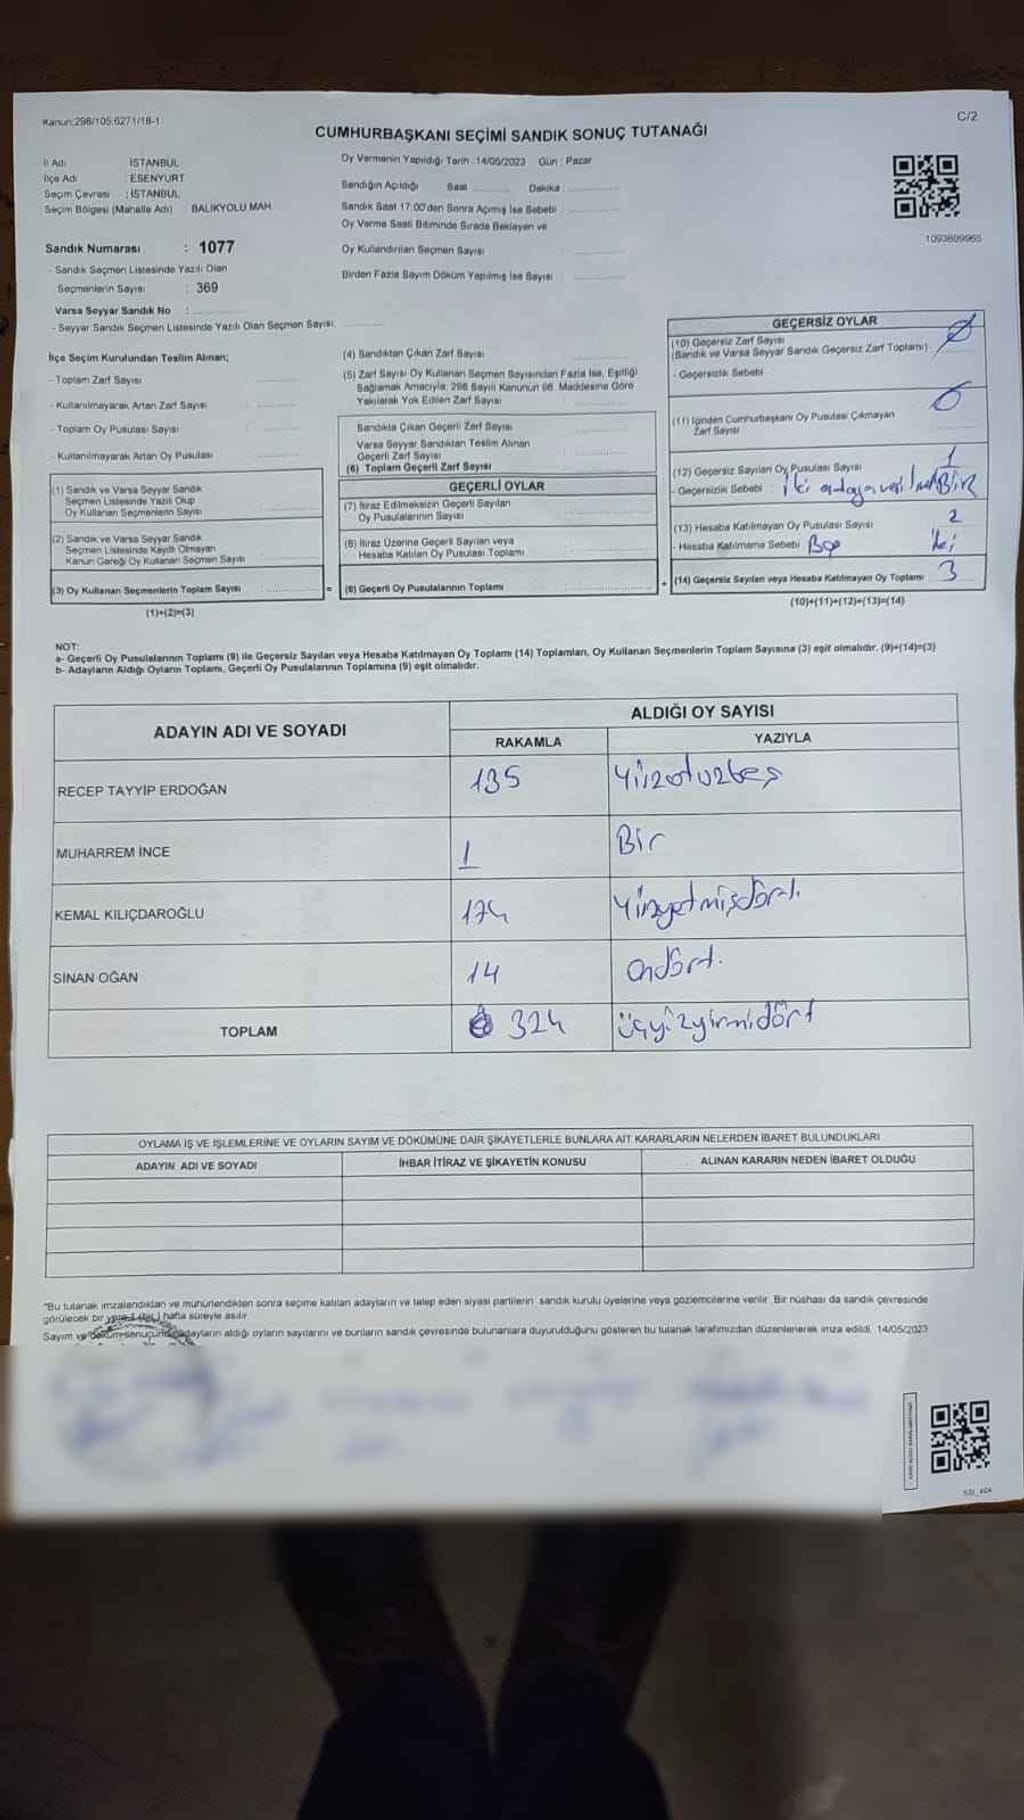 Kanun:298/105,6271/18-1
C/2
CUMHURBAŞKANI SEÇİMİ SANDIK SONUÇ TUTANAĞI
İl Adı : İSTANBUL
İlçe Adı : ESENYURT
Seçim Çevresi : İSTANBUL
Seçim Bölgesi (Mahalle Adı) BALIKYOLU MAH.
Oy Vermenin Yapıldığı Tarih : 14/05/2023 Gün : Pazar
Sandığın Açıldığı Saat Dakika :
Sandık Saat 17:00'den Sonra Açımış İse Sebebi :
Oy Verme Saati Bitiminde Sırada Bekleyen ve
Oy Kullandırılan Seçmen Sayısı :
Birden Fazla Sayım Döküm Yapılmış İse Sayısı :
1093609965
Sandık Numarası : 1077
- Sandık Seçmen Listesinde Yazılı Olan
Seçmenlerin Sayısı : 369
Varsa Seyyar Sandık No :
- Seyyar Sandık Seçmen Listesinde Yazılı Olan Seçmen Sayısı.
İlçe Seçim Kurulundan Teslim Alınan;
- Toplam Zarf Sayısı
- Kullanılmayarak Artan Zarf Sayısı
- Toplam Oy Pusulası Sayısı
- Kullanılmayarak Artan Oy Pusulası
(1) Sandık ve Varsa Seyyar Sandık
Seçmen Listesinde Yazılı Olup
Oy Kullanan Seçmenlerin Sayısı
(2) Sandık ve Varsa Seyyar Sandık
Seçmen Listesinde Kayıtlı Olmayan
Kanun Gereği Oy Kullanan Seçmen Sayısı
(3) Oy Kullanan Seçmenlerin Toplam Sayısı
(1)+(2)=(3)
(4) Sandıktan Çıkan Zarf Sayısı
(5) Zarf Sayısı Oy Kullanan Seçmen Sayısından Fazla İse, Eşitliği
Sağlamak Amacıyla; 298 Sayılı Kanunun 98. Maddesine Göre
Yakılarak Yok Edilen Zarf Sayısı
Sandıkta Çıkan Geçerli Zarf Sayısı
Varsa Seyyar Sandıktan Teslim Alınan
Geçerli Zarf Sayısı
(6) Toplam Geçerli Zarf Sayısı
GEÇERLİ OYLAR
(7) İtiraz Edilmeksizin Geçerli Sayılan
Oy Pusulalarının Sayısı
(8) İtiraz Üzerine Geçerli Sayılan veya
Hesaba Katılan Oy Pusulası Toplamı
=
(9) Geçerli Oy Pusulalarının Toplamı
+
GEÇERSİZ OYLAR
(10) Geçersiz Zarf Sayısı
(Sandık ve Varsa Seyyar Sandık Geçersiz Zarf Toplamı) 0
- Geçersizlik Sebebi
(11) İçinden Cumhurbaşkanı Oy Pusulası Çıkmayan 0
Zarf Sayısı
(12) Geçersiz Sayılan Oy Pusulası Sayısı 1
- Geçersizlik Sebebi : İki adaya BİR
(13) Hesaba Katılmayan Oy Pusulası Sayısı 2
- Hesaba Katılmama Sebebi Boş iki
(14) Geçersiz Sayılan veya Hesaba Katılmayan Oy Toplamı 3
(10)+(11)+(12)+(13)=(14)
NOT:
a- Geçerli Oy Pusulalarının Toplamı (9) ile Geçersiz Sayılan veya Hesaba Katılmayan Oy Toplamı (14) Toplamları, Oy Kullanan Seçmenlerin Toplam Sayısına (3) eşit olmalıdır. (9)+(14)=(3)
b- Adayların Aldığı Oyların Toplamı, Geçerli Oy Pusulalarının Toplamına (9) eşit olmalıdır.
ADAYIN ADI VE SOYADI
ALDIĞI OY SAYISI
RAKAMLA YAZIYLA
RECEP TAYYİP ERDOĞAN 135 Yüzotuzbeş
MUHARREM İNCE 1 Bir
KEMAL KILIÇDAROĞLU 174 Yüzyetmişdört.
SİNAN OĞAN 14 ondört.
TOPLAM 324 üçyüzyirmidört
OYLAMA İŞ VE İŞLEMLERİNE VE OYLARIN SAYIM VE DÖKÜMÜNE DAİR ŞİKAYETLERLE BUNLARA AİT KARARLARIN NELERDEN İBARET BULUNDUKLARI
ADAYIN ADI VE SOYADI İHBAR İTİRAZ VE ŞİKAYETİN KONUSU ALINAN KARARIN NEDEN İBARET OLDUĞU
"Bu tutanak imzalandıktan ve mühürlendikten sonra seçime katılan adayların ve talep eden siyasi partilerin sandık kurulu üyelerine veya gözlemcilerine verilir. Bir nüshası da sandık çevresinde
görülecek bir yere 1 (bir) hafta süreyle asılır.
Sayım ve döküm sonucunda adayların aldığı oyların sayılarını ve bunların sandık çevresinde bulunanlara duyurulduğunu gösteren bu tutanak tarafımızdan düzenlenerek imza edildi. 14/05/2023